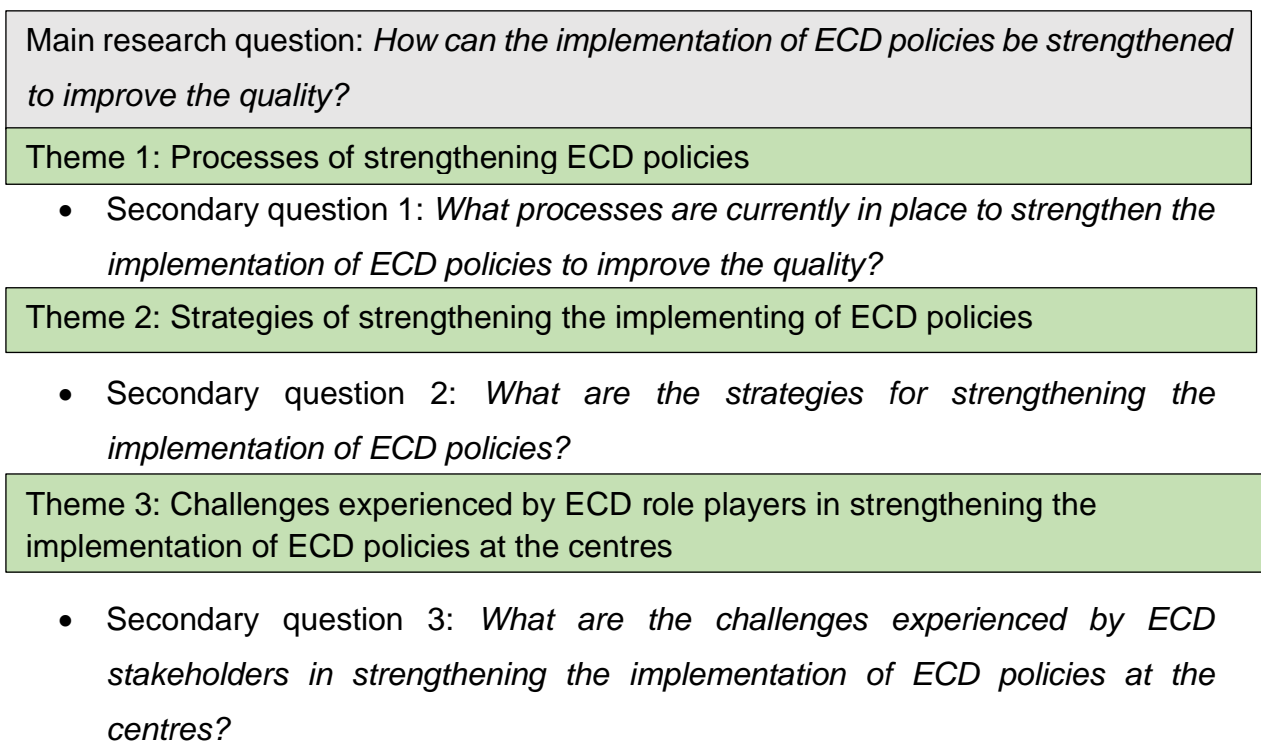 Main research question: How can the implementation of ECD policies be strengthened
to improve the quality?
Theme 1: Processes of strengthening ECD policies
• Secondary question 1: What processes are currently in place to strengthen the
implementation of ECD policies to improve the quality?
Theme 2: Strategies of strengthening the implementing of ECD policies
• Secondary question 2: What are the strategies for strengthening the
implementation of ECD policies?
Theme 3: Challenges experienced by ECD role players in strengthening the
implementation of ECD policies at the centres
• Secondary question 3: What are the challenges experienced by ECD
stakeholders in strengthening the implementation of ECD policies at the
centres?